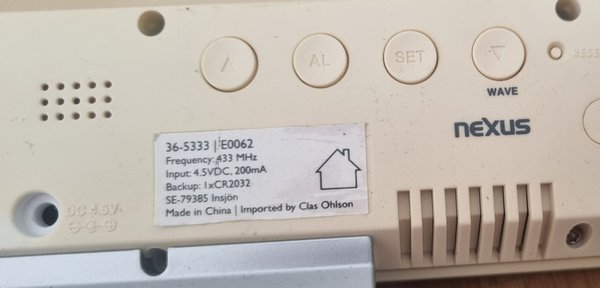 AL
SET
WAVE
neXus
36-5333 | E0062
Frequency: 433 MHz
Input: 4.5VDC, 200mA
Backup: 1xCR2032
SE-79385 Insjön
Made in China | Imported by Clas Ohlson
DC 4.5V